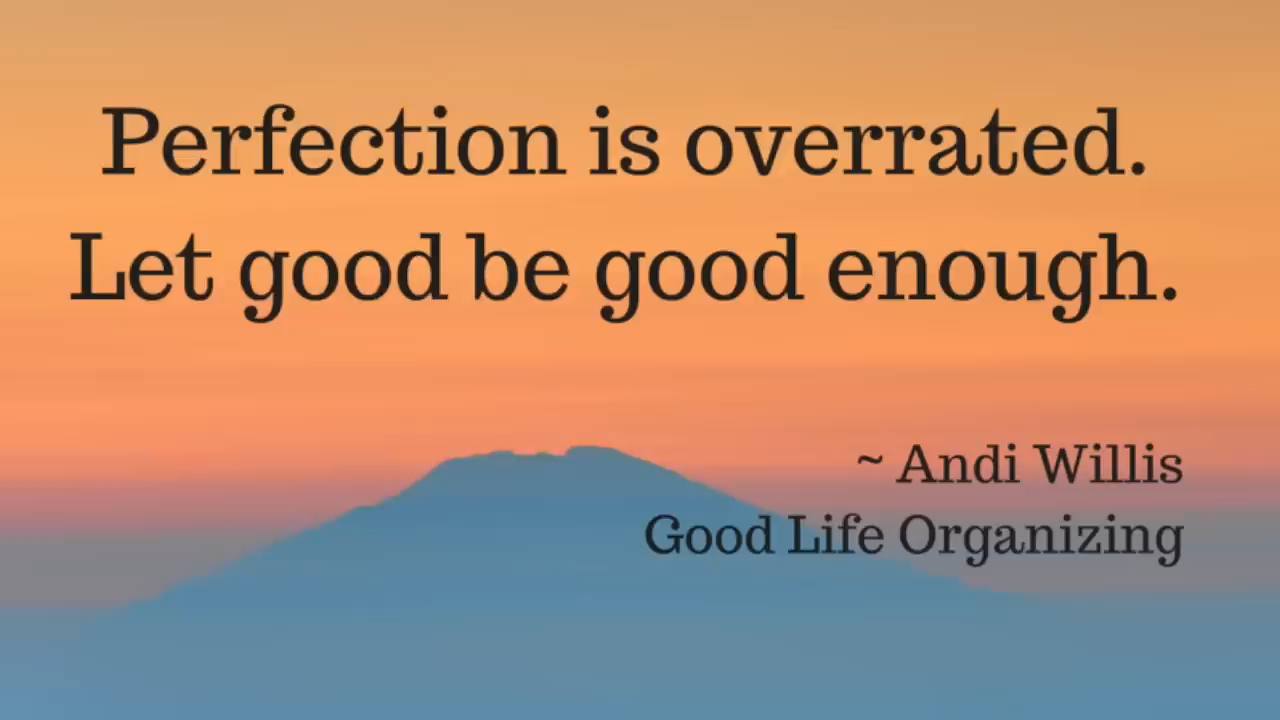 Perfection is overrated.
Let good be good enough.
~ Andi Willis
Good Life Organizing